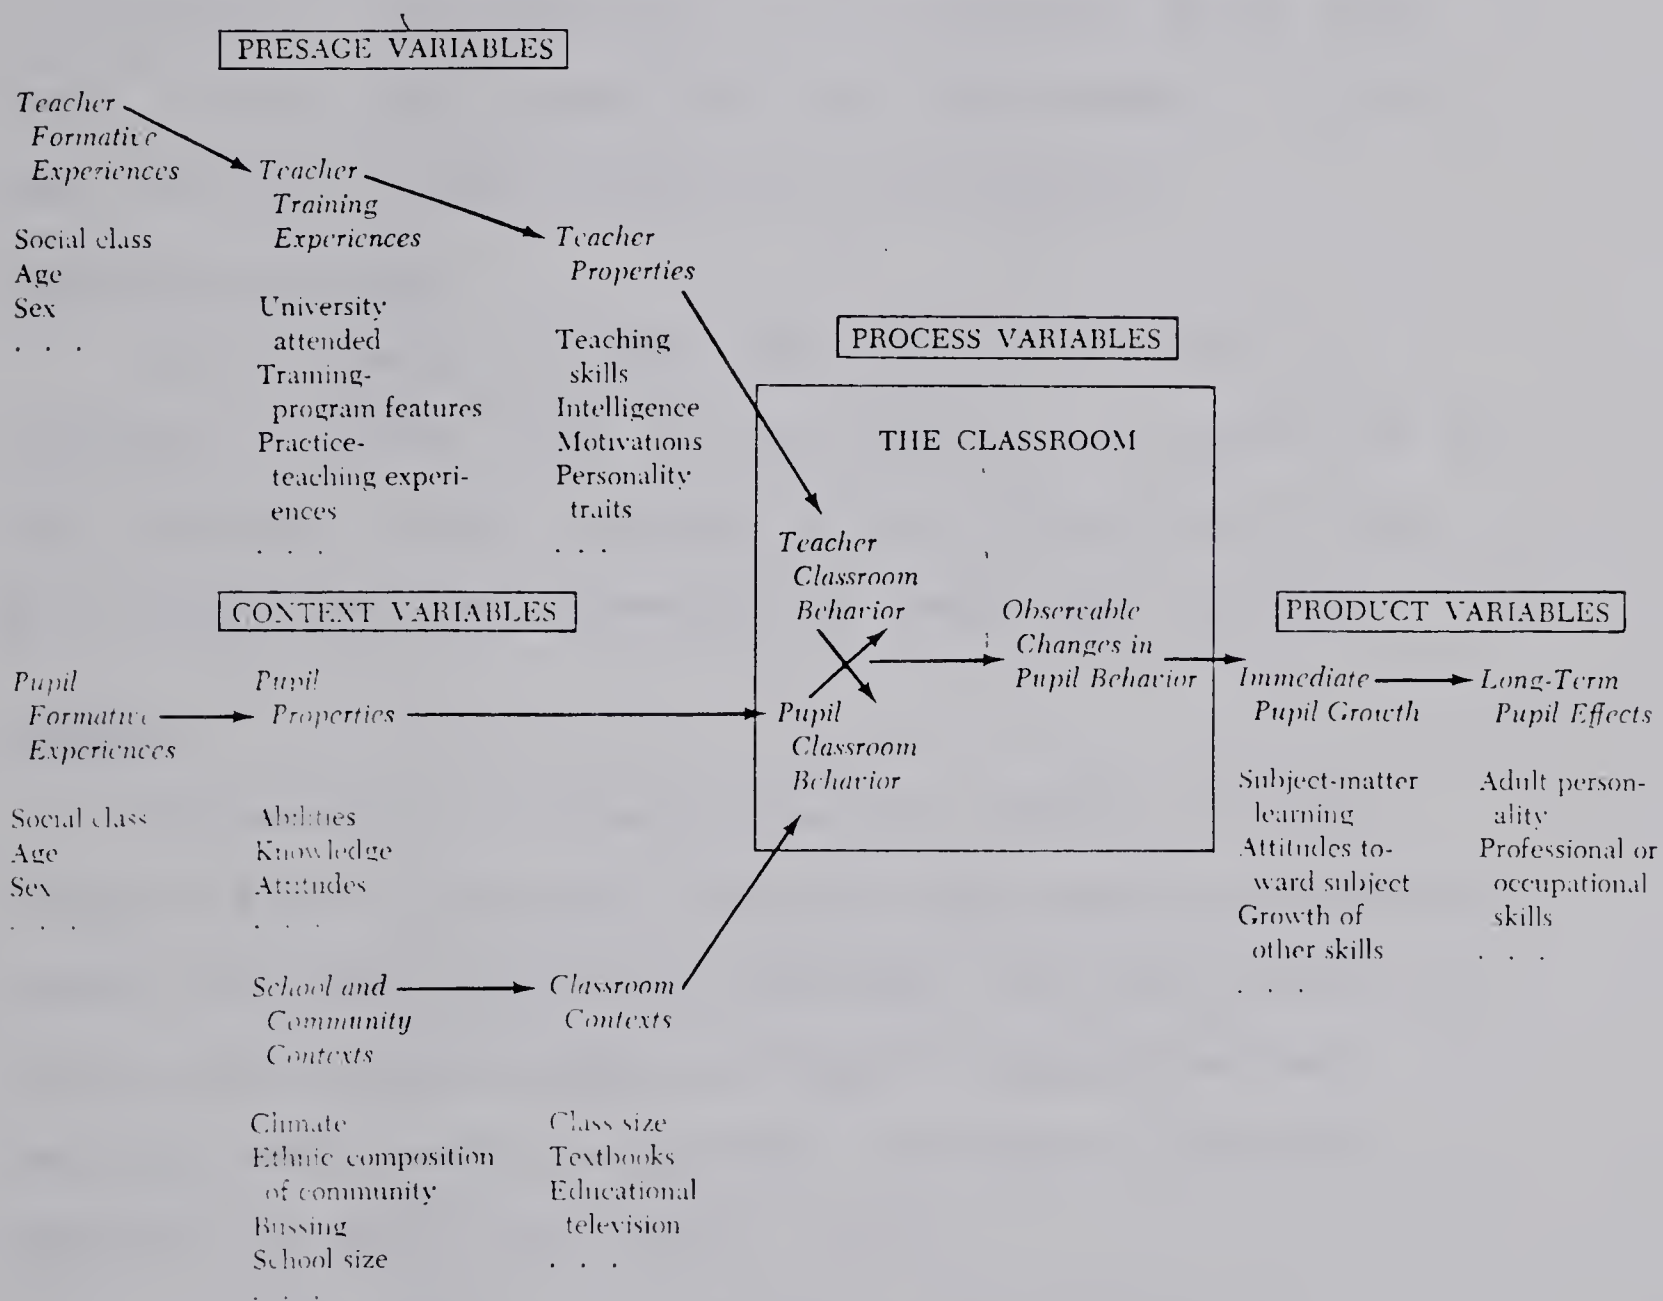 PRESAGE VARIABLES
Teacher
Formative
Experiences
Social class
Age
Sex
. . .
Teacher
Training
Experiences
University
attended
Training-
program features
Practice-
teaching experi-
ences
. . .
Teacher
Properties
Teaching
skills
Intelligence
Motivations
Personality
traits
. . .
CONTEXT VARIABLES
Pupil
Formative
Experiences
Social class
Age
Sex
. . .
Pupil
Properties
Abilities
Knowledge
Attitudes
. . .
School and
Community
Contexts
Climate
Ethnic composition
of community
Bussing
School size
. . .
Classroom
Contexts
Class size
Textbooks
Educational
television
. . .
PROCESS VARIABLES
THE CLASSROOM
Teacher
Classroom
Behavior
Pupil
Classroom
Behavior
Observable
Changes in
Pupil Behavior
PRODUCT VARIABLES
Immediate
Pupil Growth
Subject-matter
learning
Attitudes to-
ward subject
Growth of
other skills
. . .
Long-Term
Pupil Effects
Adult person-
ality
Professional or
occupational
skills
. . .